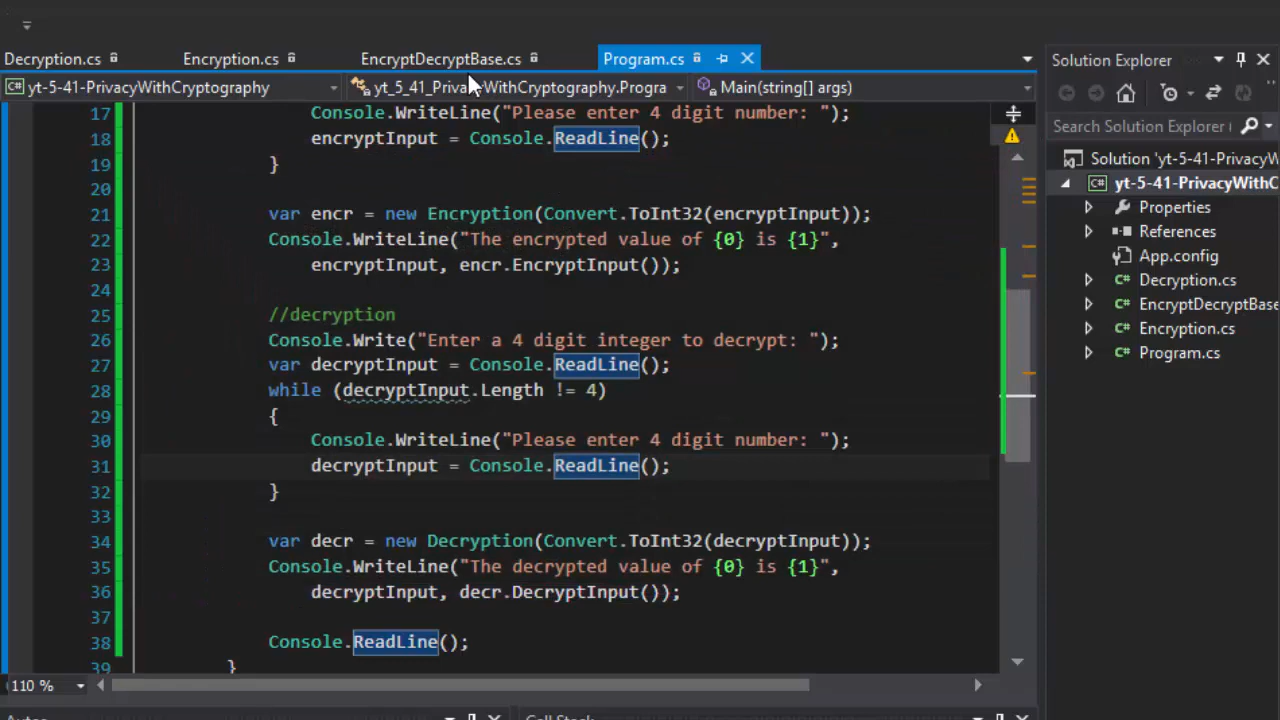 Decryption.cs Encryption.cs EncryptDecryptBase.cs Program.cs
Solution Explorer
C# yt-5-41-PrivacyWithCryptography yt_5_41_PrivacyWithCryptography.Progra Main(string[] args)
Search Solution Explorer (
17 Console.WriteLine("Please enter 4 digit number: ");
18 encryptInput = Console.ReadLine();
19 }
20
21 var encr = new Encryption(Convert.ToInt32(encryptInput));
22 Console.WriteLine("The encrypted value of {0} is {1}",
23 encryptInput, encr.EncryptInput());
24
25 //decryption
26 Console.Write("Enter a 4 digit integer to decrypt: ");
27 var decryptInput = Console.ReadLine();
28 while (decryptInput.Length != 4)
29 {
30 Console.WriteLine("Please enter 4 digit number: ");
31 decryptInput = Console.ReadLine();
32 }
33
34 var decr = new Decryption(Convert.ToInt32(decryptInput));
35 Console.WriteLine("The decrypted value of {0} is {1}",
36 decryptInput, decr.DecryptInput());
37
38 Console.ReadLine();
39 }
110 %
Solution 'yt-5-41-PrivacyW
C# yt-5-41-PrivacyWithC
Properties
References
App.config
C# Decryption.cs
C# EncryptDecryptBase
C# Encryption.cs
C# Program.cs